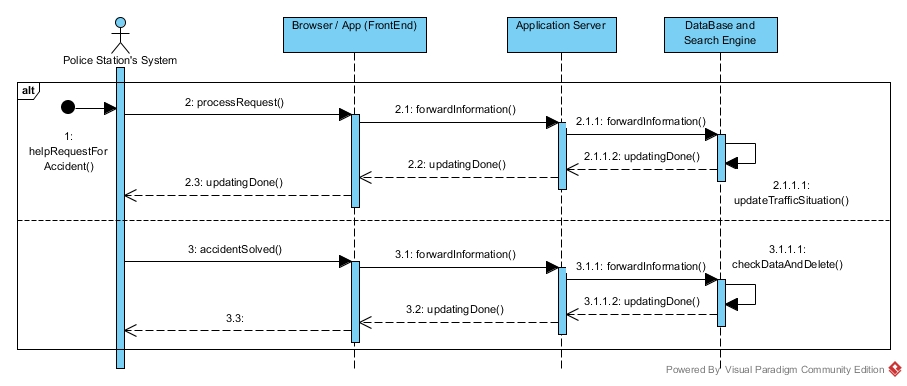 Browser / App (FrontEnd)
Application Server
DataBase and
Search Engine
Police Station's System
alt
1:
helpRequestFor
Accident()
2: processRequest()
2.1: forwardInformation()
2.1.1: forwardInformation()
2.1.1.1:
updateTrafficSituation()
2.1.1.2: updatingDone()
2.2: updatingDone()
2.3: updatingDone()
3: accidentSolved()
3.1: forwardInformation()
3.1.1: forwardInformation()
3.1.1.1:
checkDataAndDelete()
3.1.1.2: updatingDone()
3.2: updatingDone()
3.3:
Powered By Visual Paradigm Community Edition